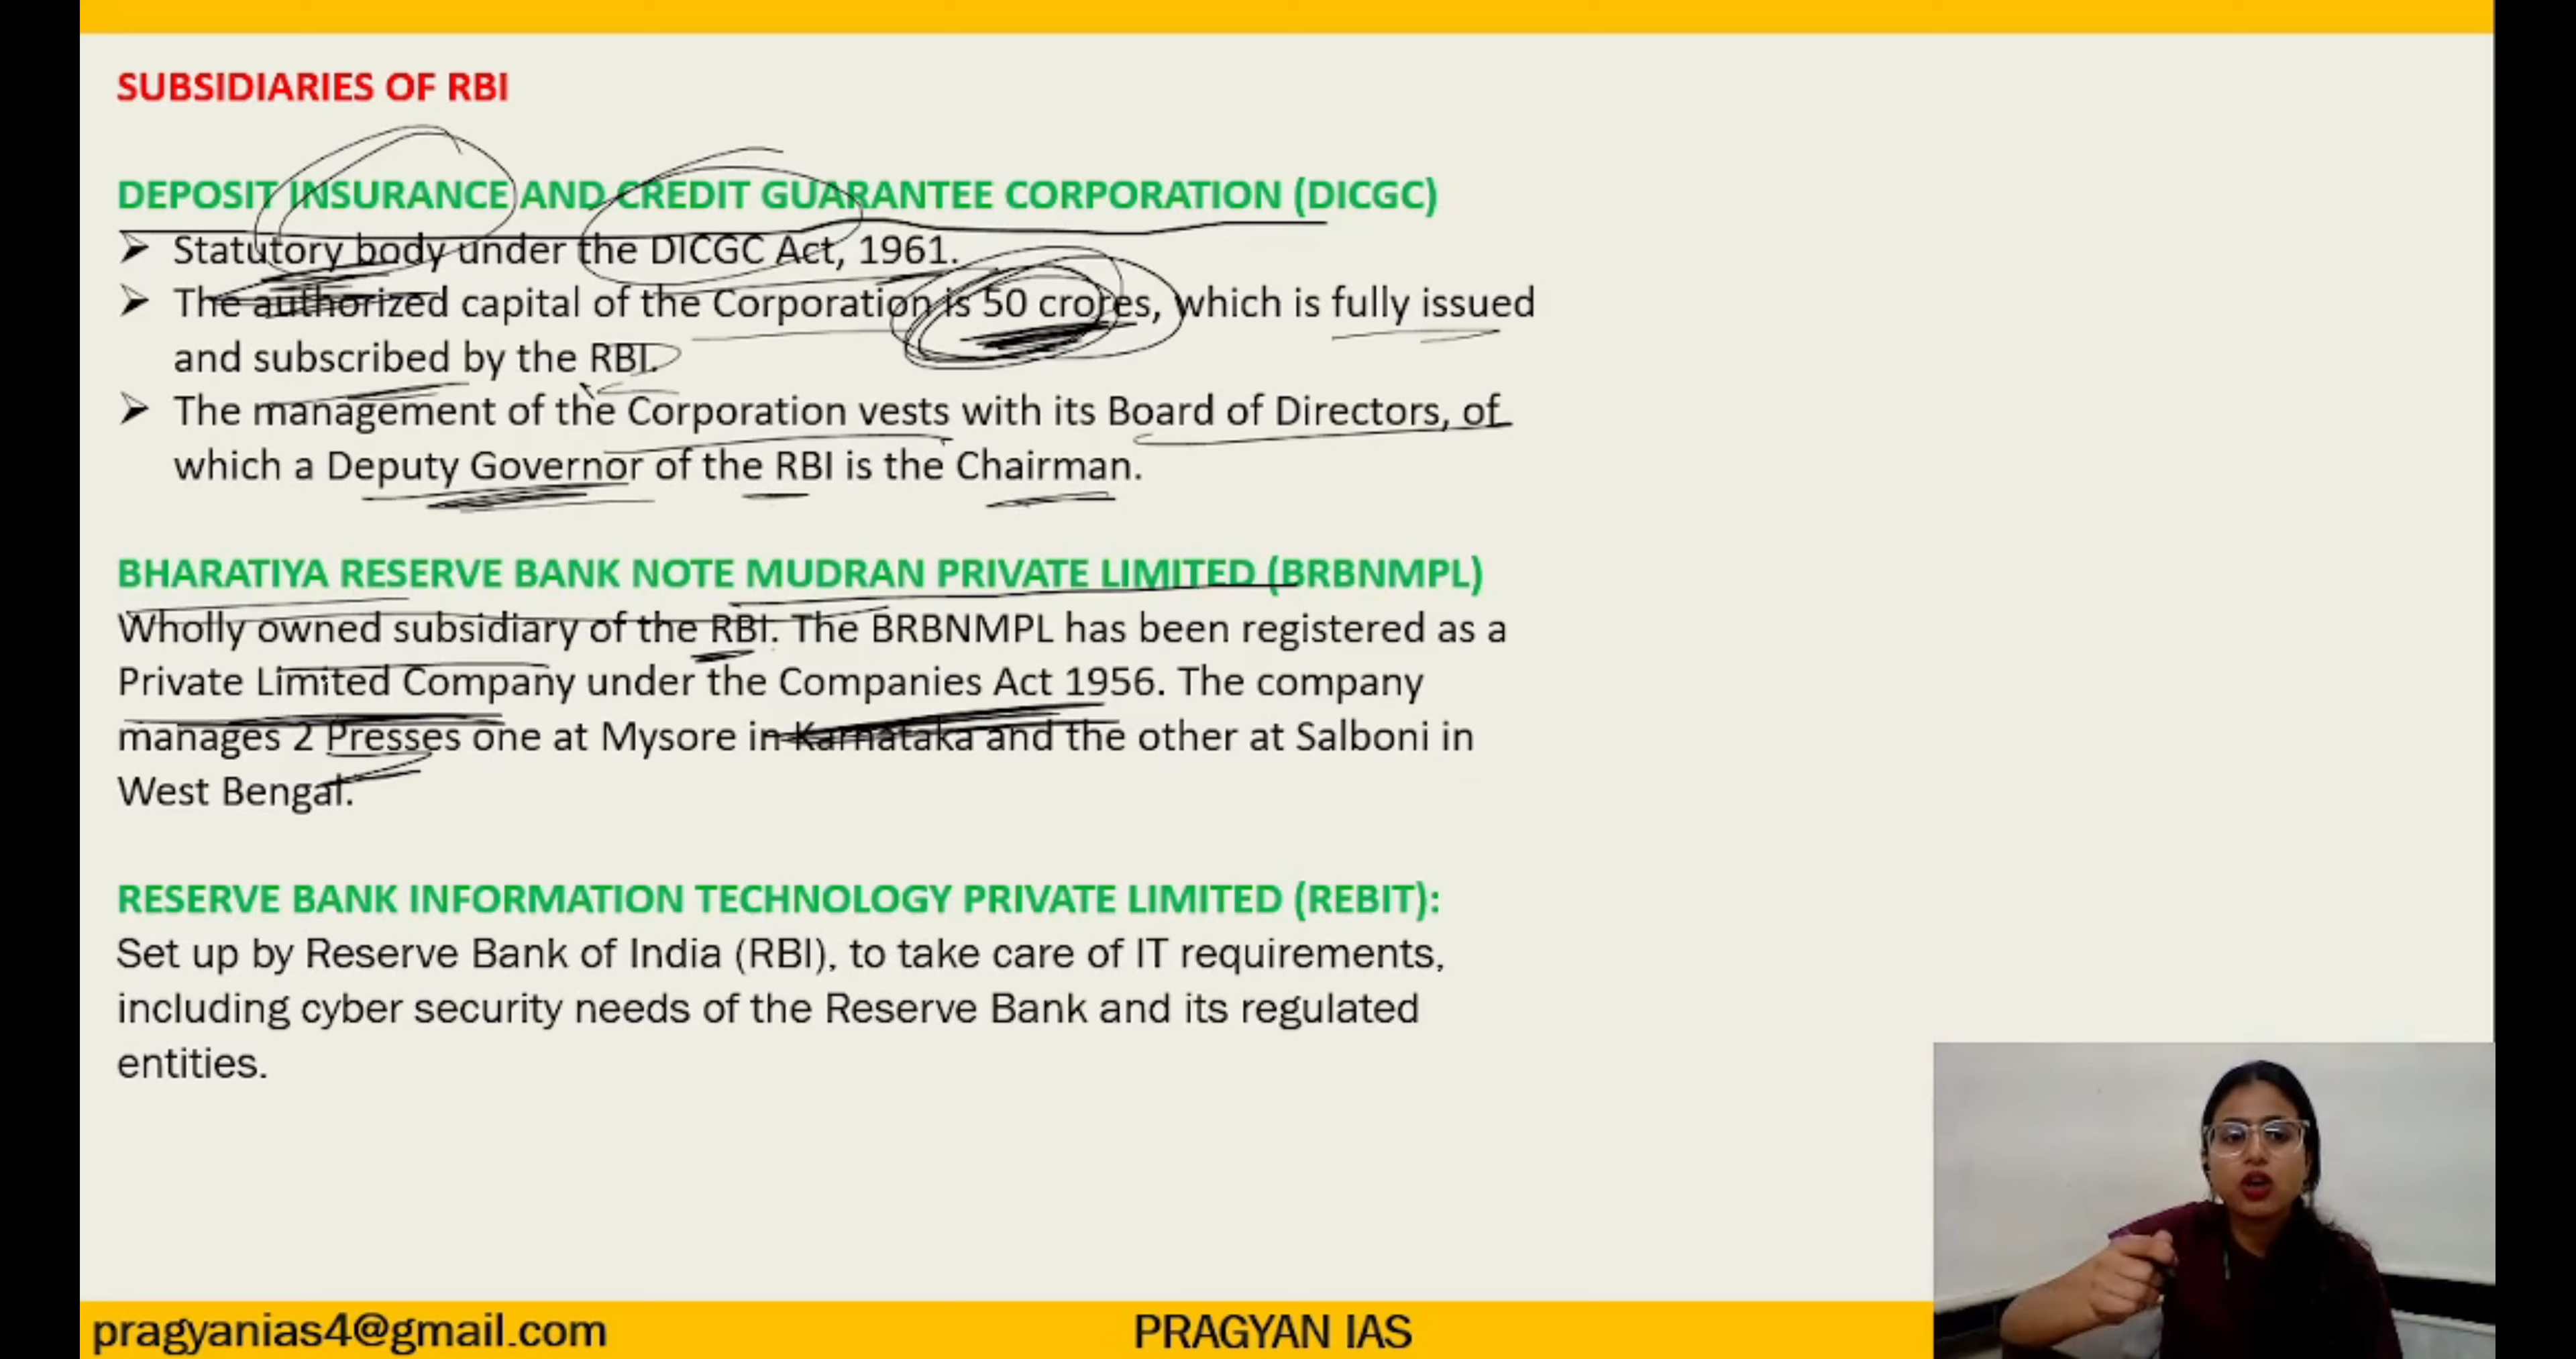 SUBSIDIARIES OF RBI
DEPOSIT INSURANCE AND CREDIT GUARANTEE CORPORATION (DICGC)
➤ Statutory body under the DICGC Act, 1961.
➤ The authorized capital of the Corporation is 50 crores, which is fully issued
and subscribed by the RBI.
➤ The management of the Corporation vests with its Board of Directors, of
which a Deputy Governor of the RBI is the Chairman.
BHARATIYA RESERVE BANK NOTE MUDRAN PRIVATE LIMITED (BRBNMPL)
Wholly owned subsidiary of the RBI. The BRBNMPL has been registered as a
Private Limited Company under the Companies Act 1956. The company
manages 2 Presses one at Mysore in Karnataka and the other at Salboni in
West Bengal.
RESERVE BANK INFORMATION TECHNOLOGY PRIVATE LIMITED (REBIT):
Set up by Reserve Bank of India (RBI), to take care of IT requirements,
including cyber security needs of the Reserve Bank and its regulated
entities.
pragyanias4@gmail.com
PRAGYAN IAS